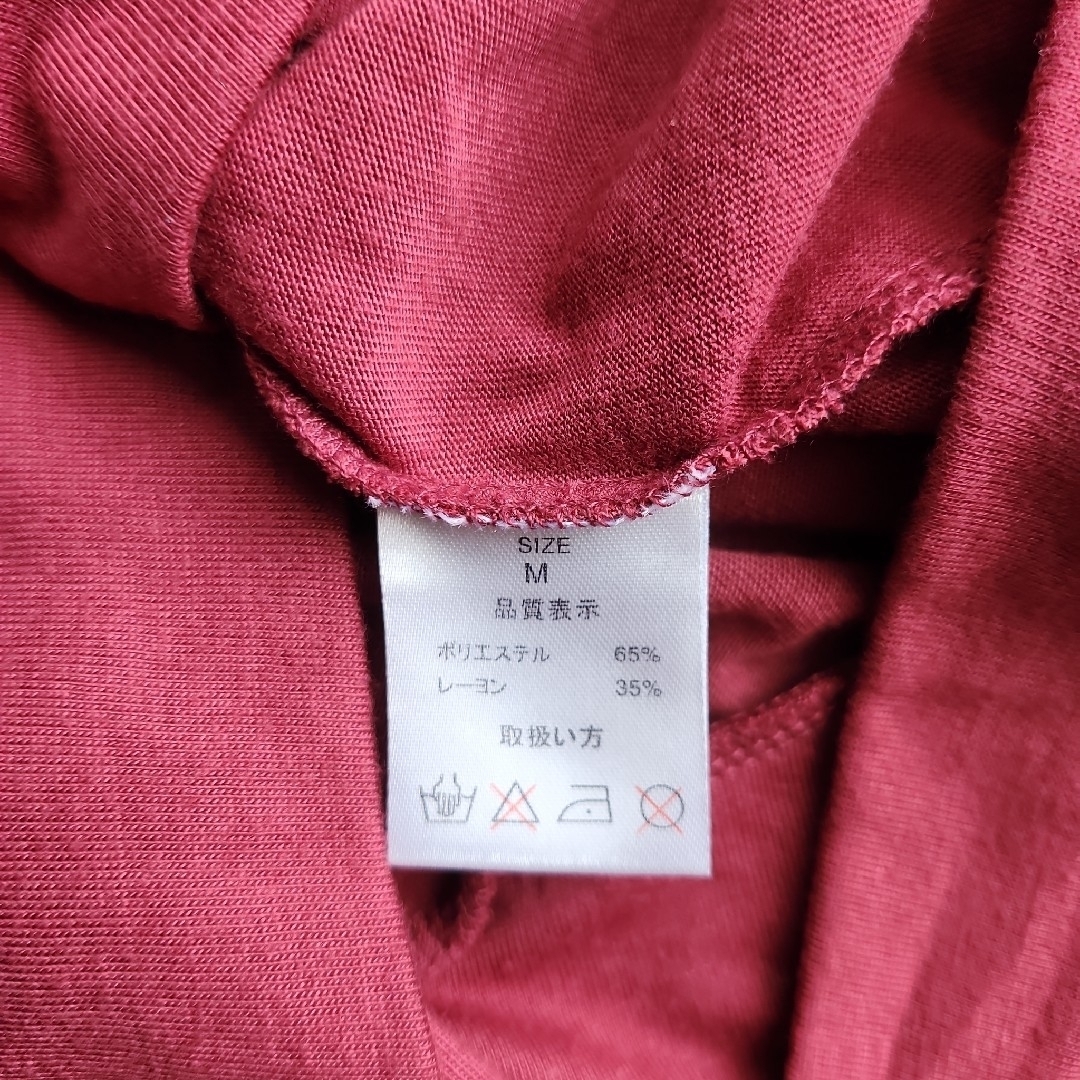 SIZE
M
品質表示
ポリエステル 65%
レーヨン 35%
取扱い方